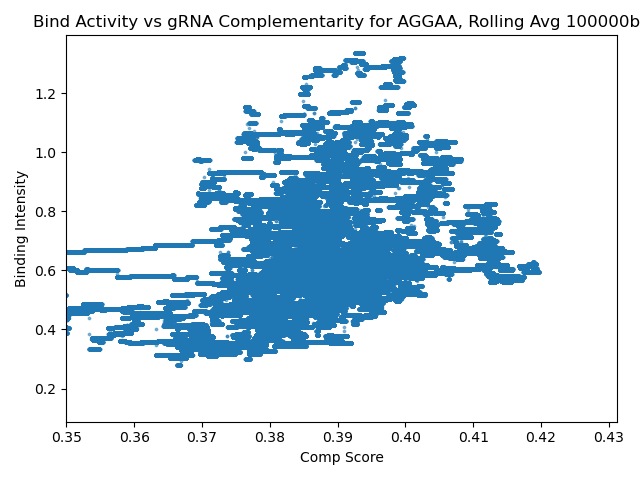 Bind Activity vs gRNA Complementarity for AGGAA, Rolling Avg 100000b
1.2
1.0
0.8
0.6
0.4
0.2
Binding Intensity
0.35 0.36 0.37 0.38 0.39 0.40 0.41 0.42 0.43
Comp Score